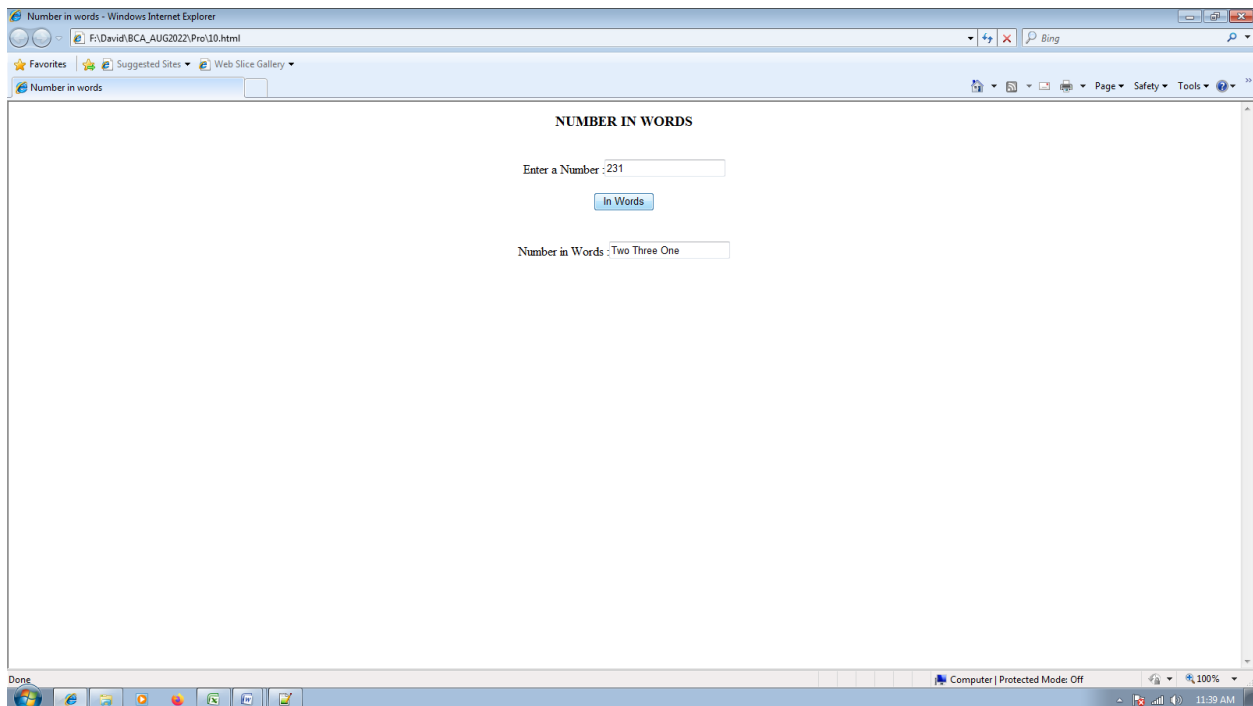 Number in words - Windows Internet Explorer
F:\David\BCA_AUG2022\Pro\10.html
Bing
Favorites Suggested Sites Web Slice Gallery
Number in words
Page Safety Tools
NUMBER IN WORDS
Enter a Number : 231
In Words
Number in Words : Two Three One
Done
Computer | Protected Mode: Off
100%
11:39 AM